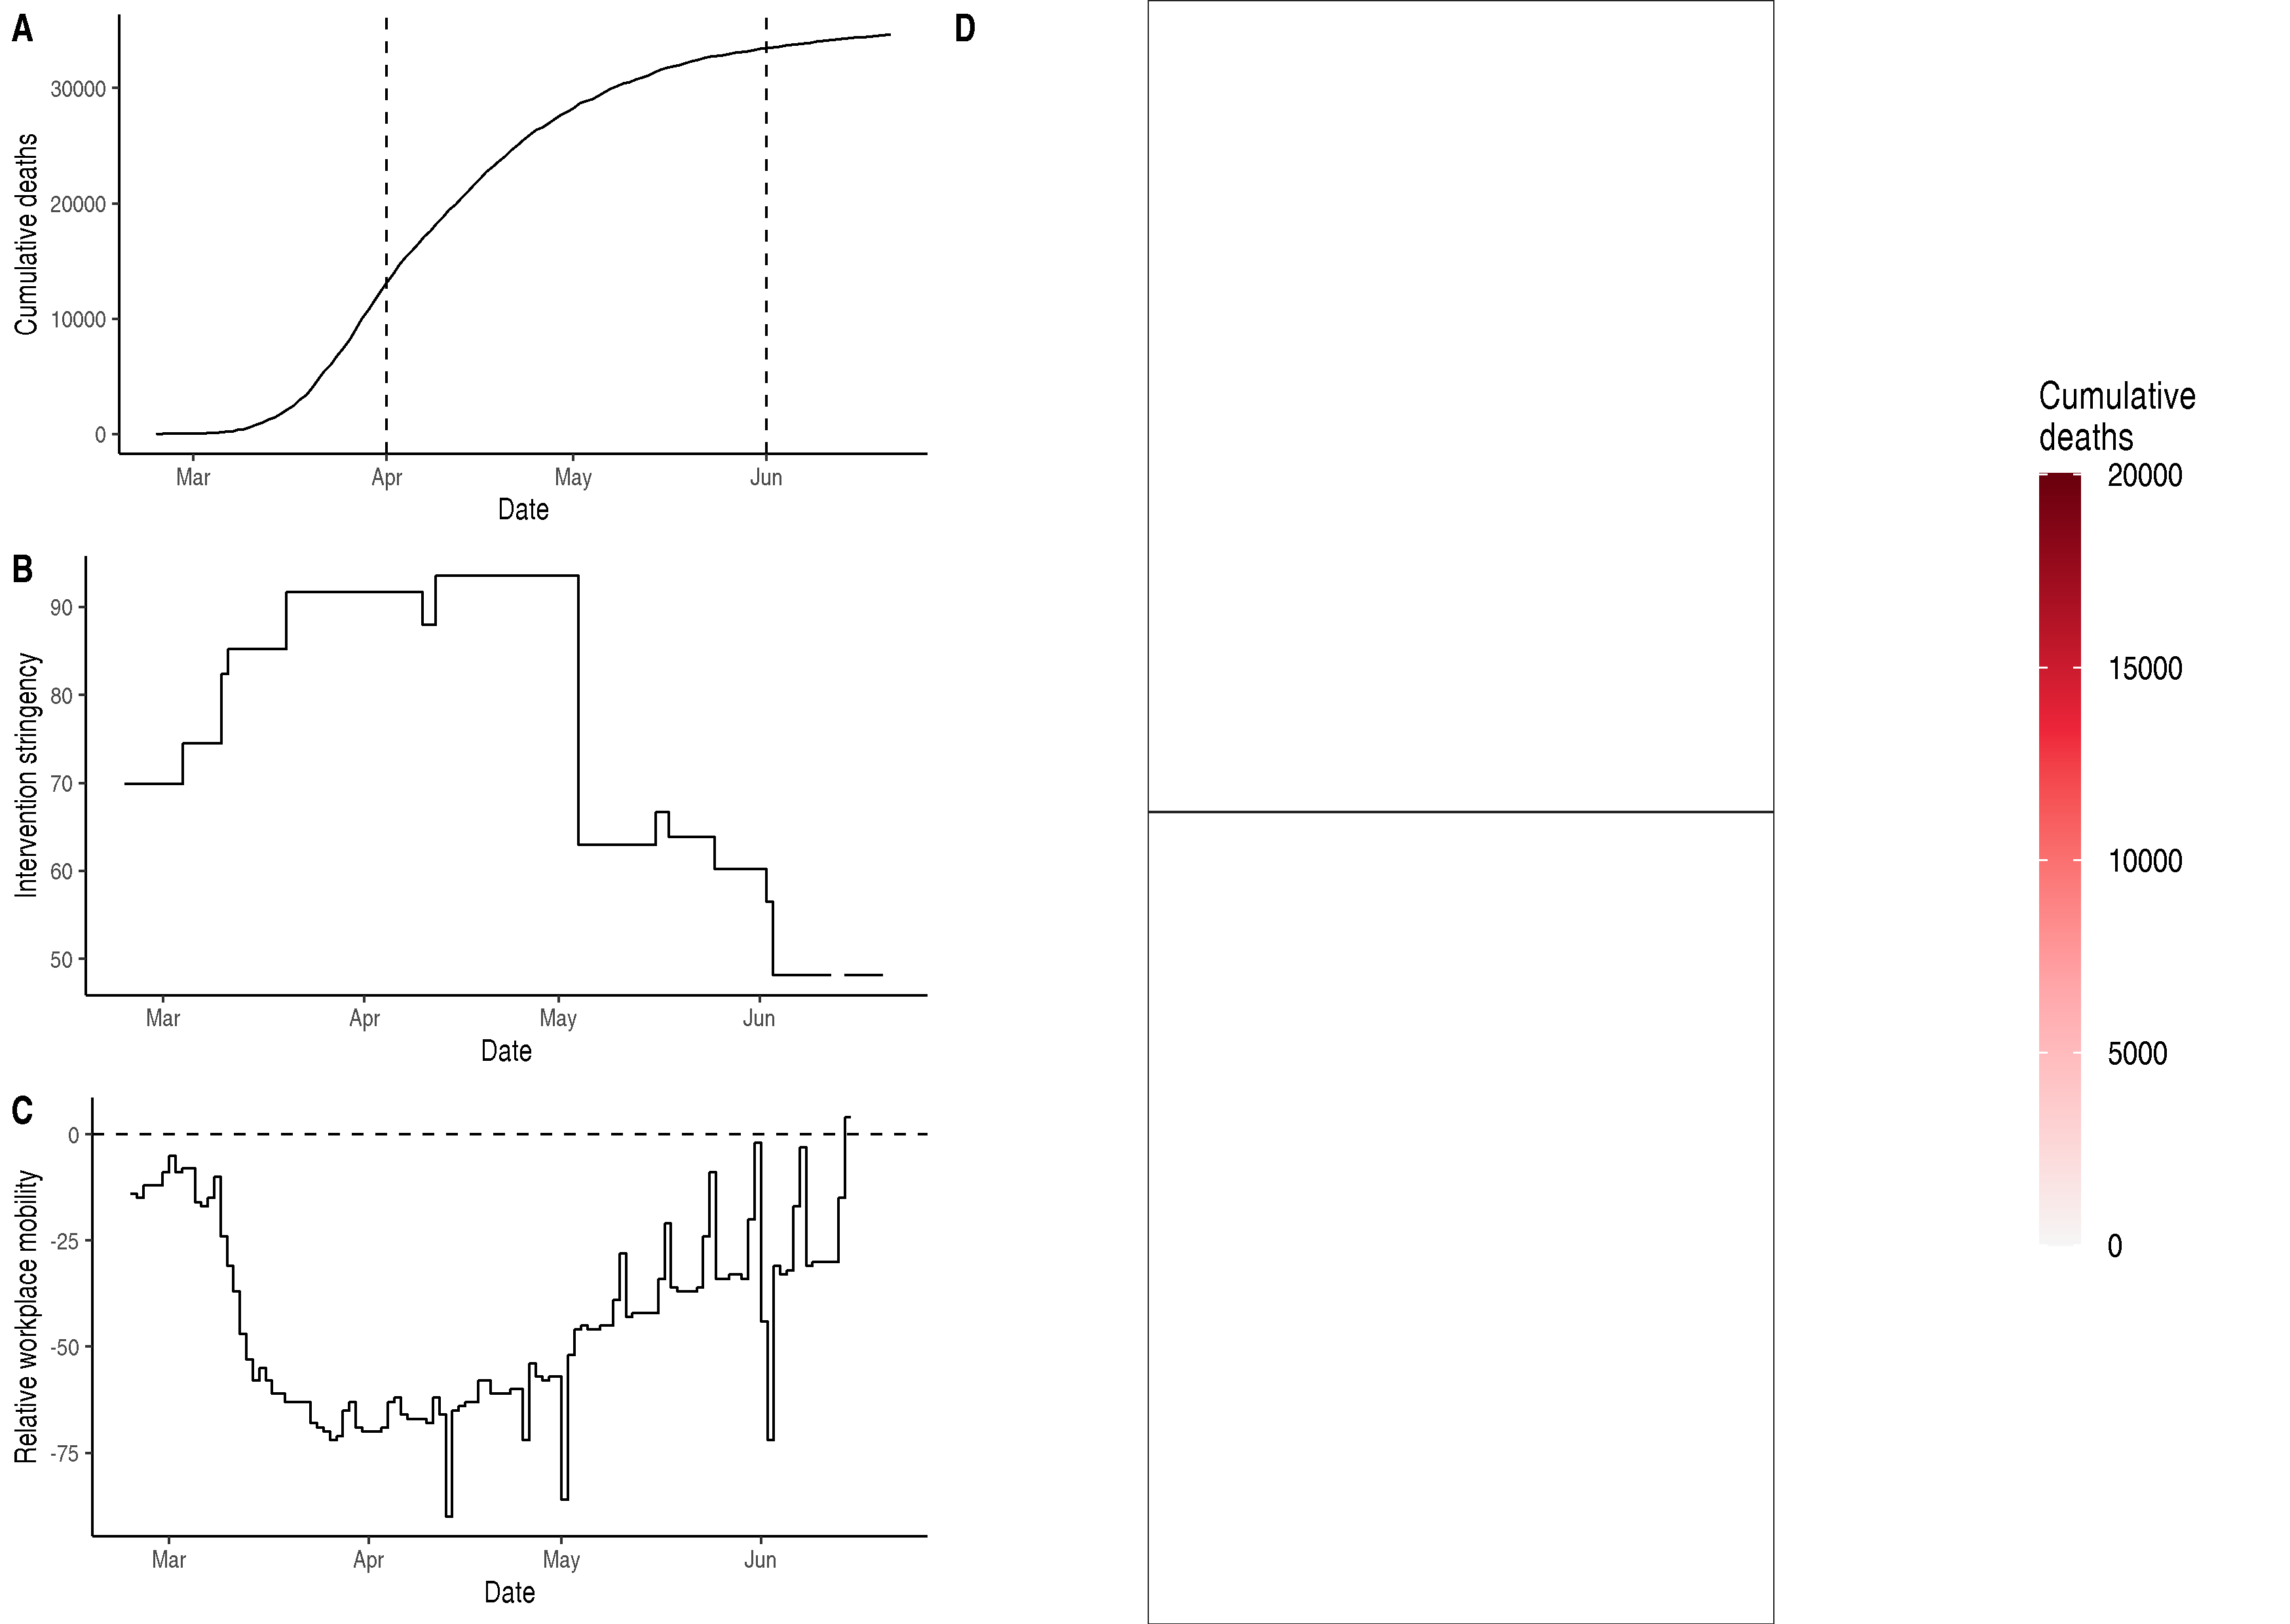 A
Cumulative deaths
30000
20000
10000
0
Mar Apr May Jun
Date
B
Intervention stringency
90
80
70
60
50
Mar Apr May Jun
Date
C
Relative workplace mobility
0
-25
-50
-75
Mar Apr May Jun
Date
D
Cumulative
deaths
20000
15000
10000
5000
0